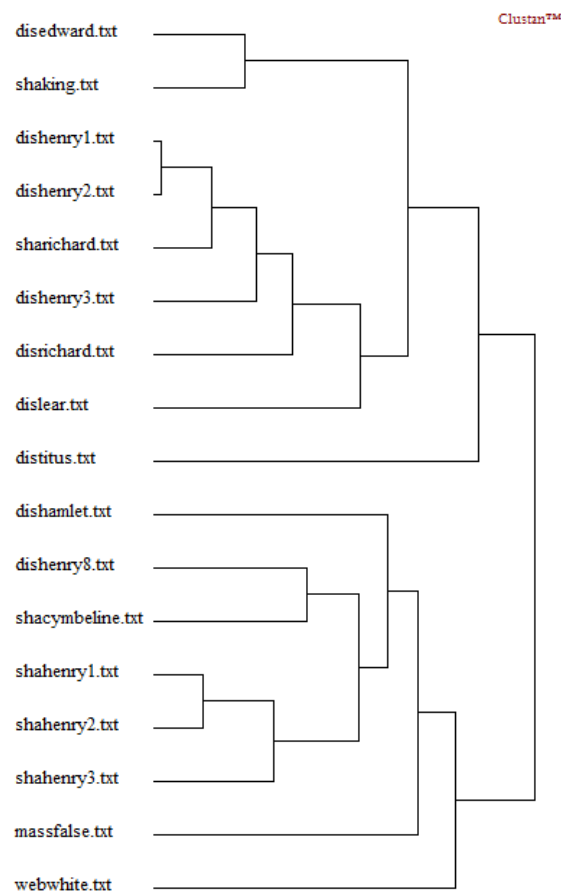 Clustan™
disedward.txt
shaking.txt
dishenry1.txt
dishenry2.txt
sharichard.txt
dishenry3.txt
disrichard.txt
dislear.txt
distitus.txt
dishamlet.txt
dishenry8.txt
shacymbeline.txt
shahenry1.txt
shahenry2.txt
shahenry3.txt
massfalse.txt
webwhite.txt